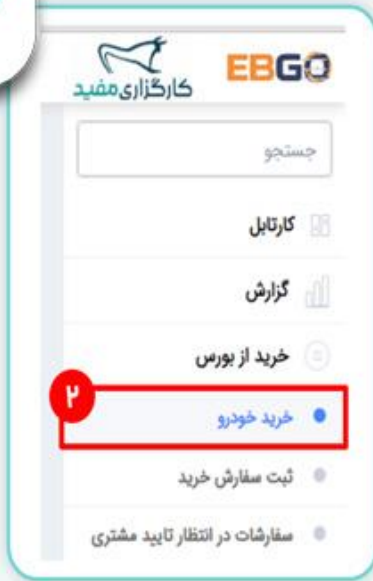 کارگزاری مفید EBGO
جستجو
کارتابل
گزارش
خرید از بورس
۲
خرید خودرو
ثبت سفارش خرید
سفارشات در انتظار تایید مشتری